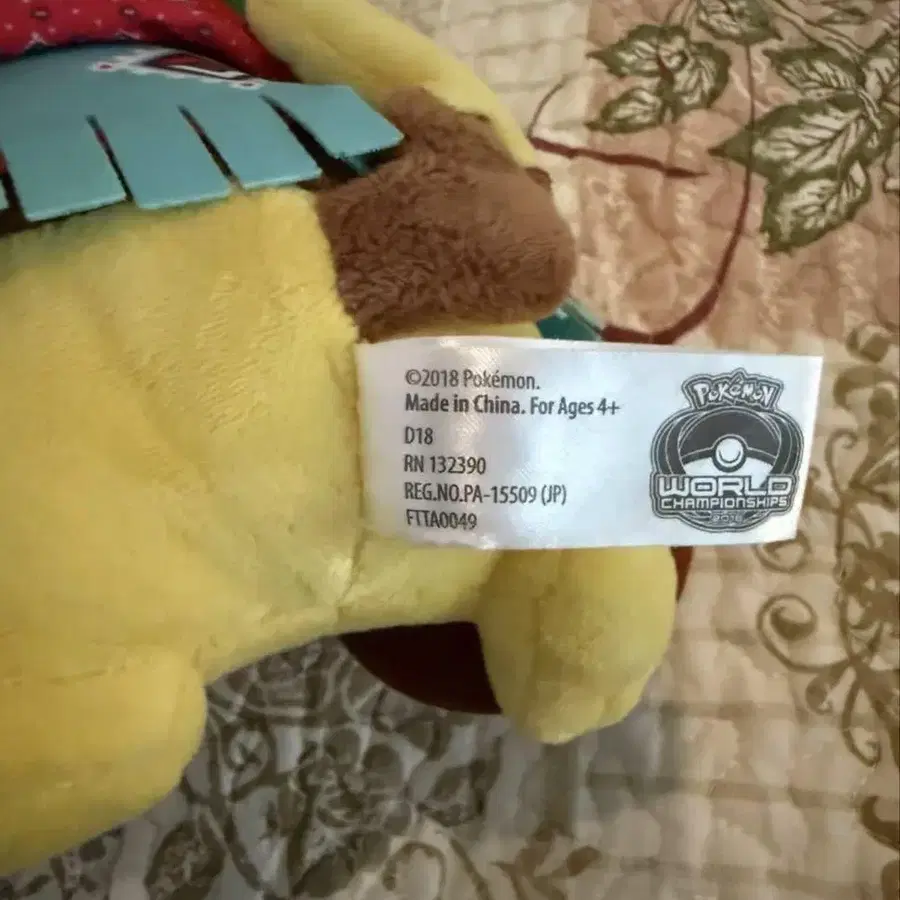 ©2018 Pokémon.
Made in China. For Ages 4+
D18
RN 132390
REG.NO.PA-15509 (JP)
FTTA0049
POKéMON
WORLD
CHAMPIONSHIPS
2018